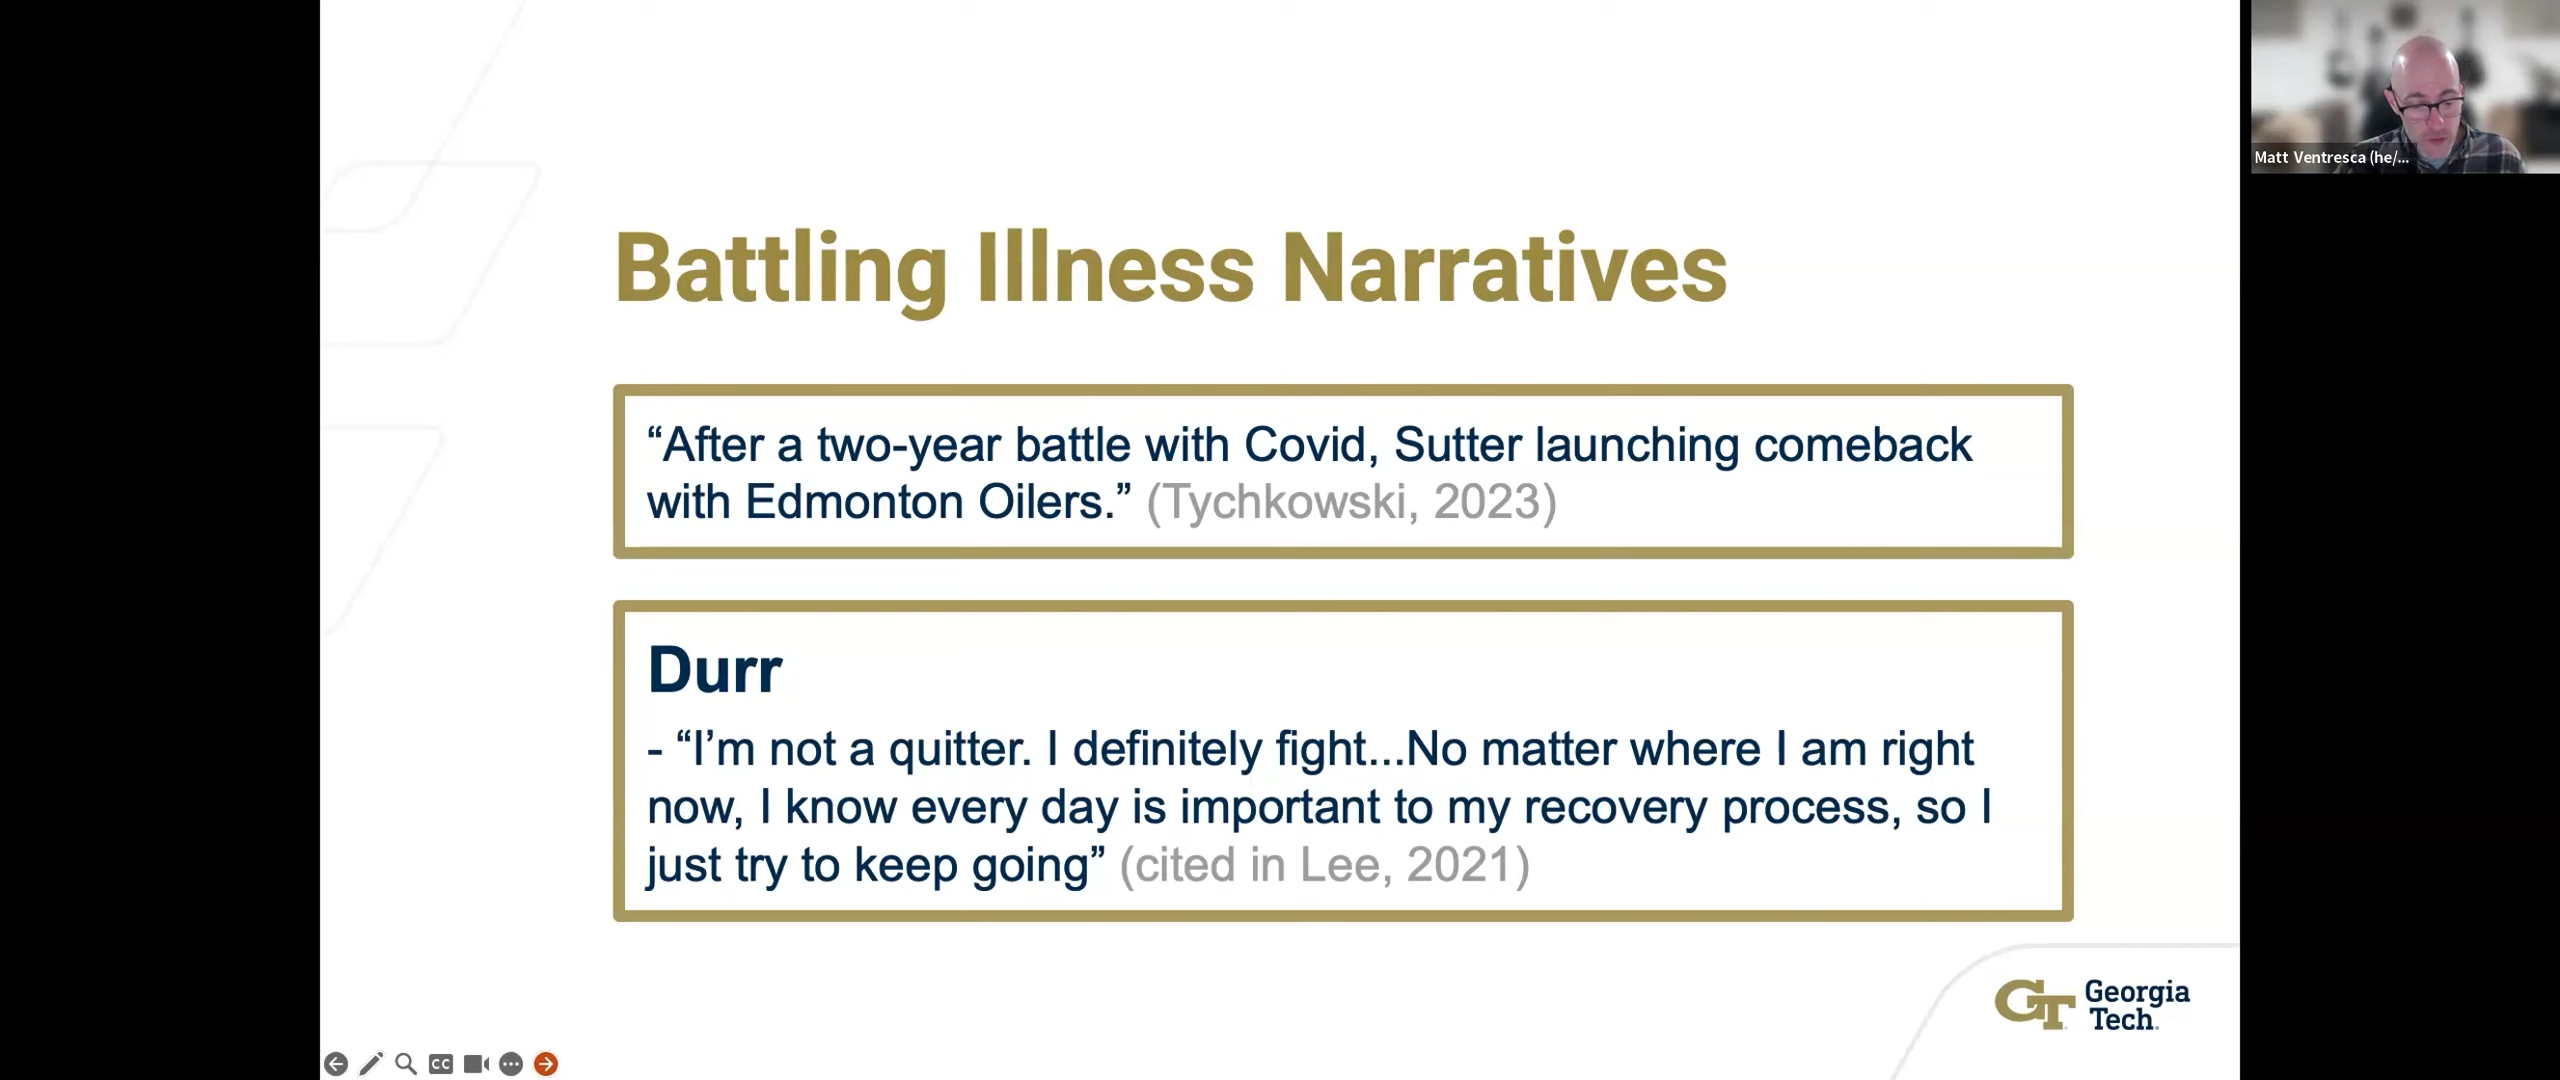 Battling Illness Narratives
“After a two-year battle with Covid, Sutter launching comeback
with Edmonton Oilers.” (Tychkowski, 2023)
Durr
- “I’m not a quitter. I definitely fight...No matter where I am right
now, I know every day is important to my recovery process, so I
just try to keep going” (cited in Lee, 2021)
GT Georgia
Tech.
CC
Matt Ventresca (he/...